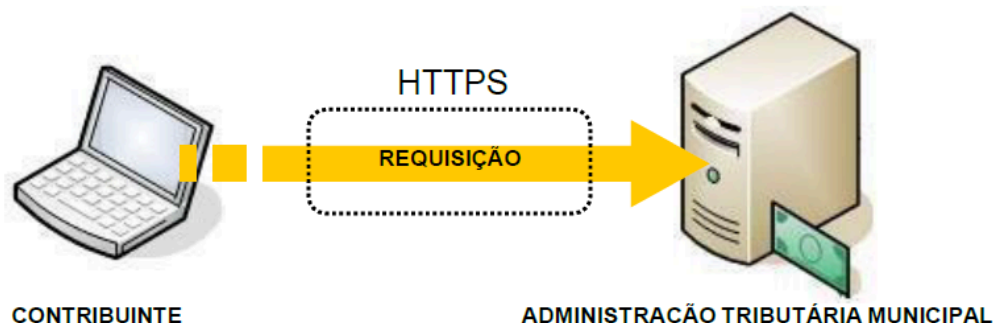 HTTPS
REQUISIÇÃO
CONTRIBUINTE
ADMINISTRAÇÃO TRIBUTÁRIA MUNICIPAL